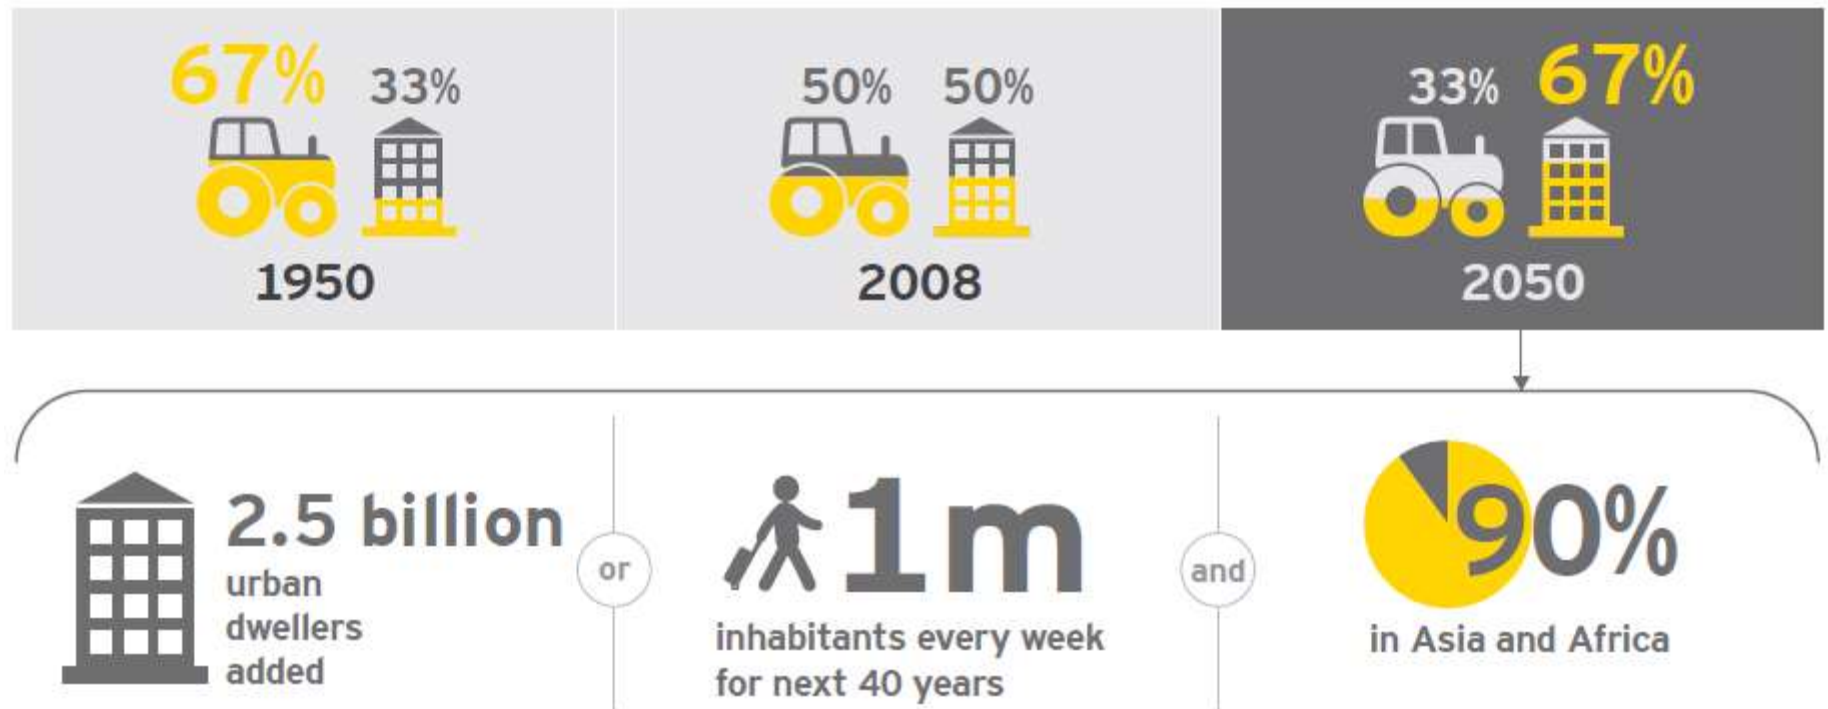 67% 33%
1950
50% 50%
2008
33% 67%
2050
2.5 billion
urban
dwellers
added
or
1m
inhabitants every week
for next 40 years
and
90%
in Asia and Africa